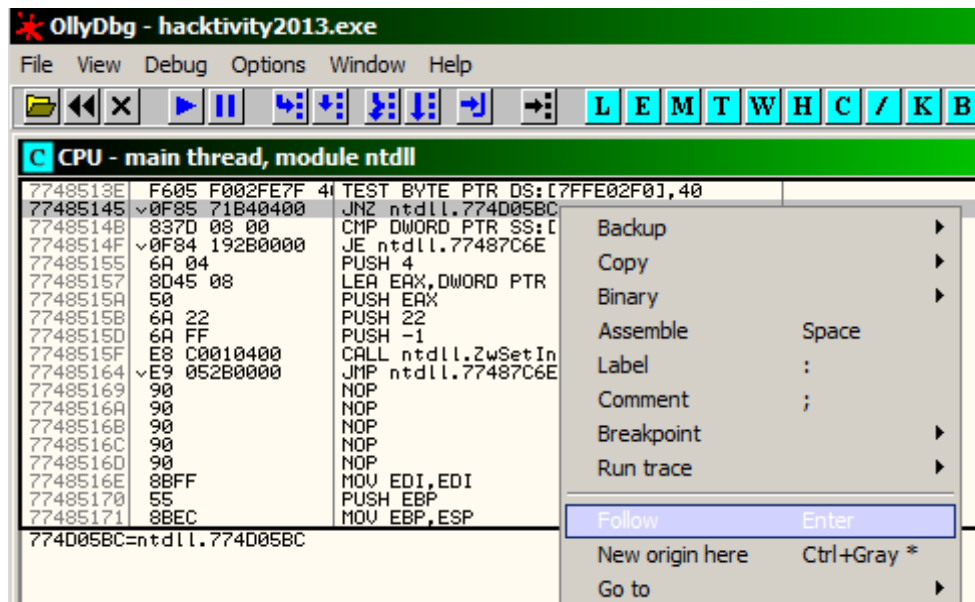 OllyDbg - hacktivity2013.exe
File View Debug Options Window Help
L E M T W H C / K B
C CPU - main thread, module ntdll
7748513E F605 F002FE7F 4 TEST BYTE PTR DS:[7FFE02F0],40
77485145 0F85 71B40400 JNZ ntdll.774D05BC
7748514B 837D 08 00 CMP DWORD PTR SS:[
7748514F 0F84 192B0000 JE ntdll.77487C6E
77485155 6A 04 PUSH 4
77485157 8D45 08 LEA EAX,DWORD PTR
7748515A 50 PUSH EAX
7748515B 6A 22 PUSH 22
7748515D 6A FF PUSH -1
7748515F E8 C0010400 CALL ntdll.ZwSetIn
77485164 E9 052B0000 JMP ntdll.77487C6E
77485169 90 NOP
7748516A 90 NOP
7748516B 90 NOP
7748516C 90 NOP
7748516D 90 NOP
7748516E 8BFF MOV EDI,EDI
77485170 55 PUSH EBP
77485171 8BEC MOV EBP,ESP
774D05BC=ntdll.774D05BC
Backup
Copy
Binary
Assemble Space
Label :
Comment ;
Breakpoint
Run trace
Follow Enter
New origin here Ctrl+Gray *
Go to